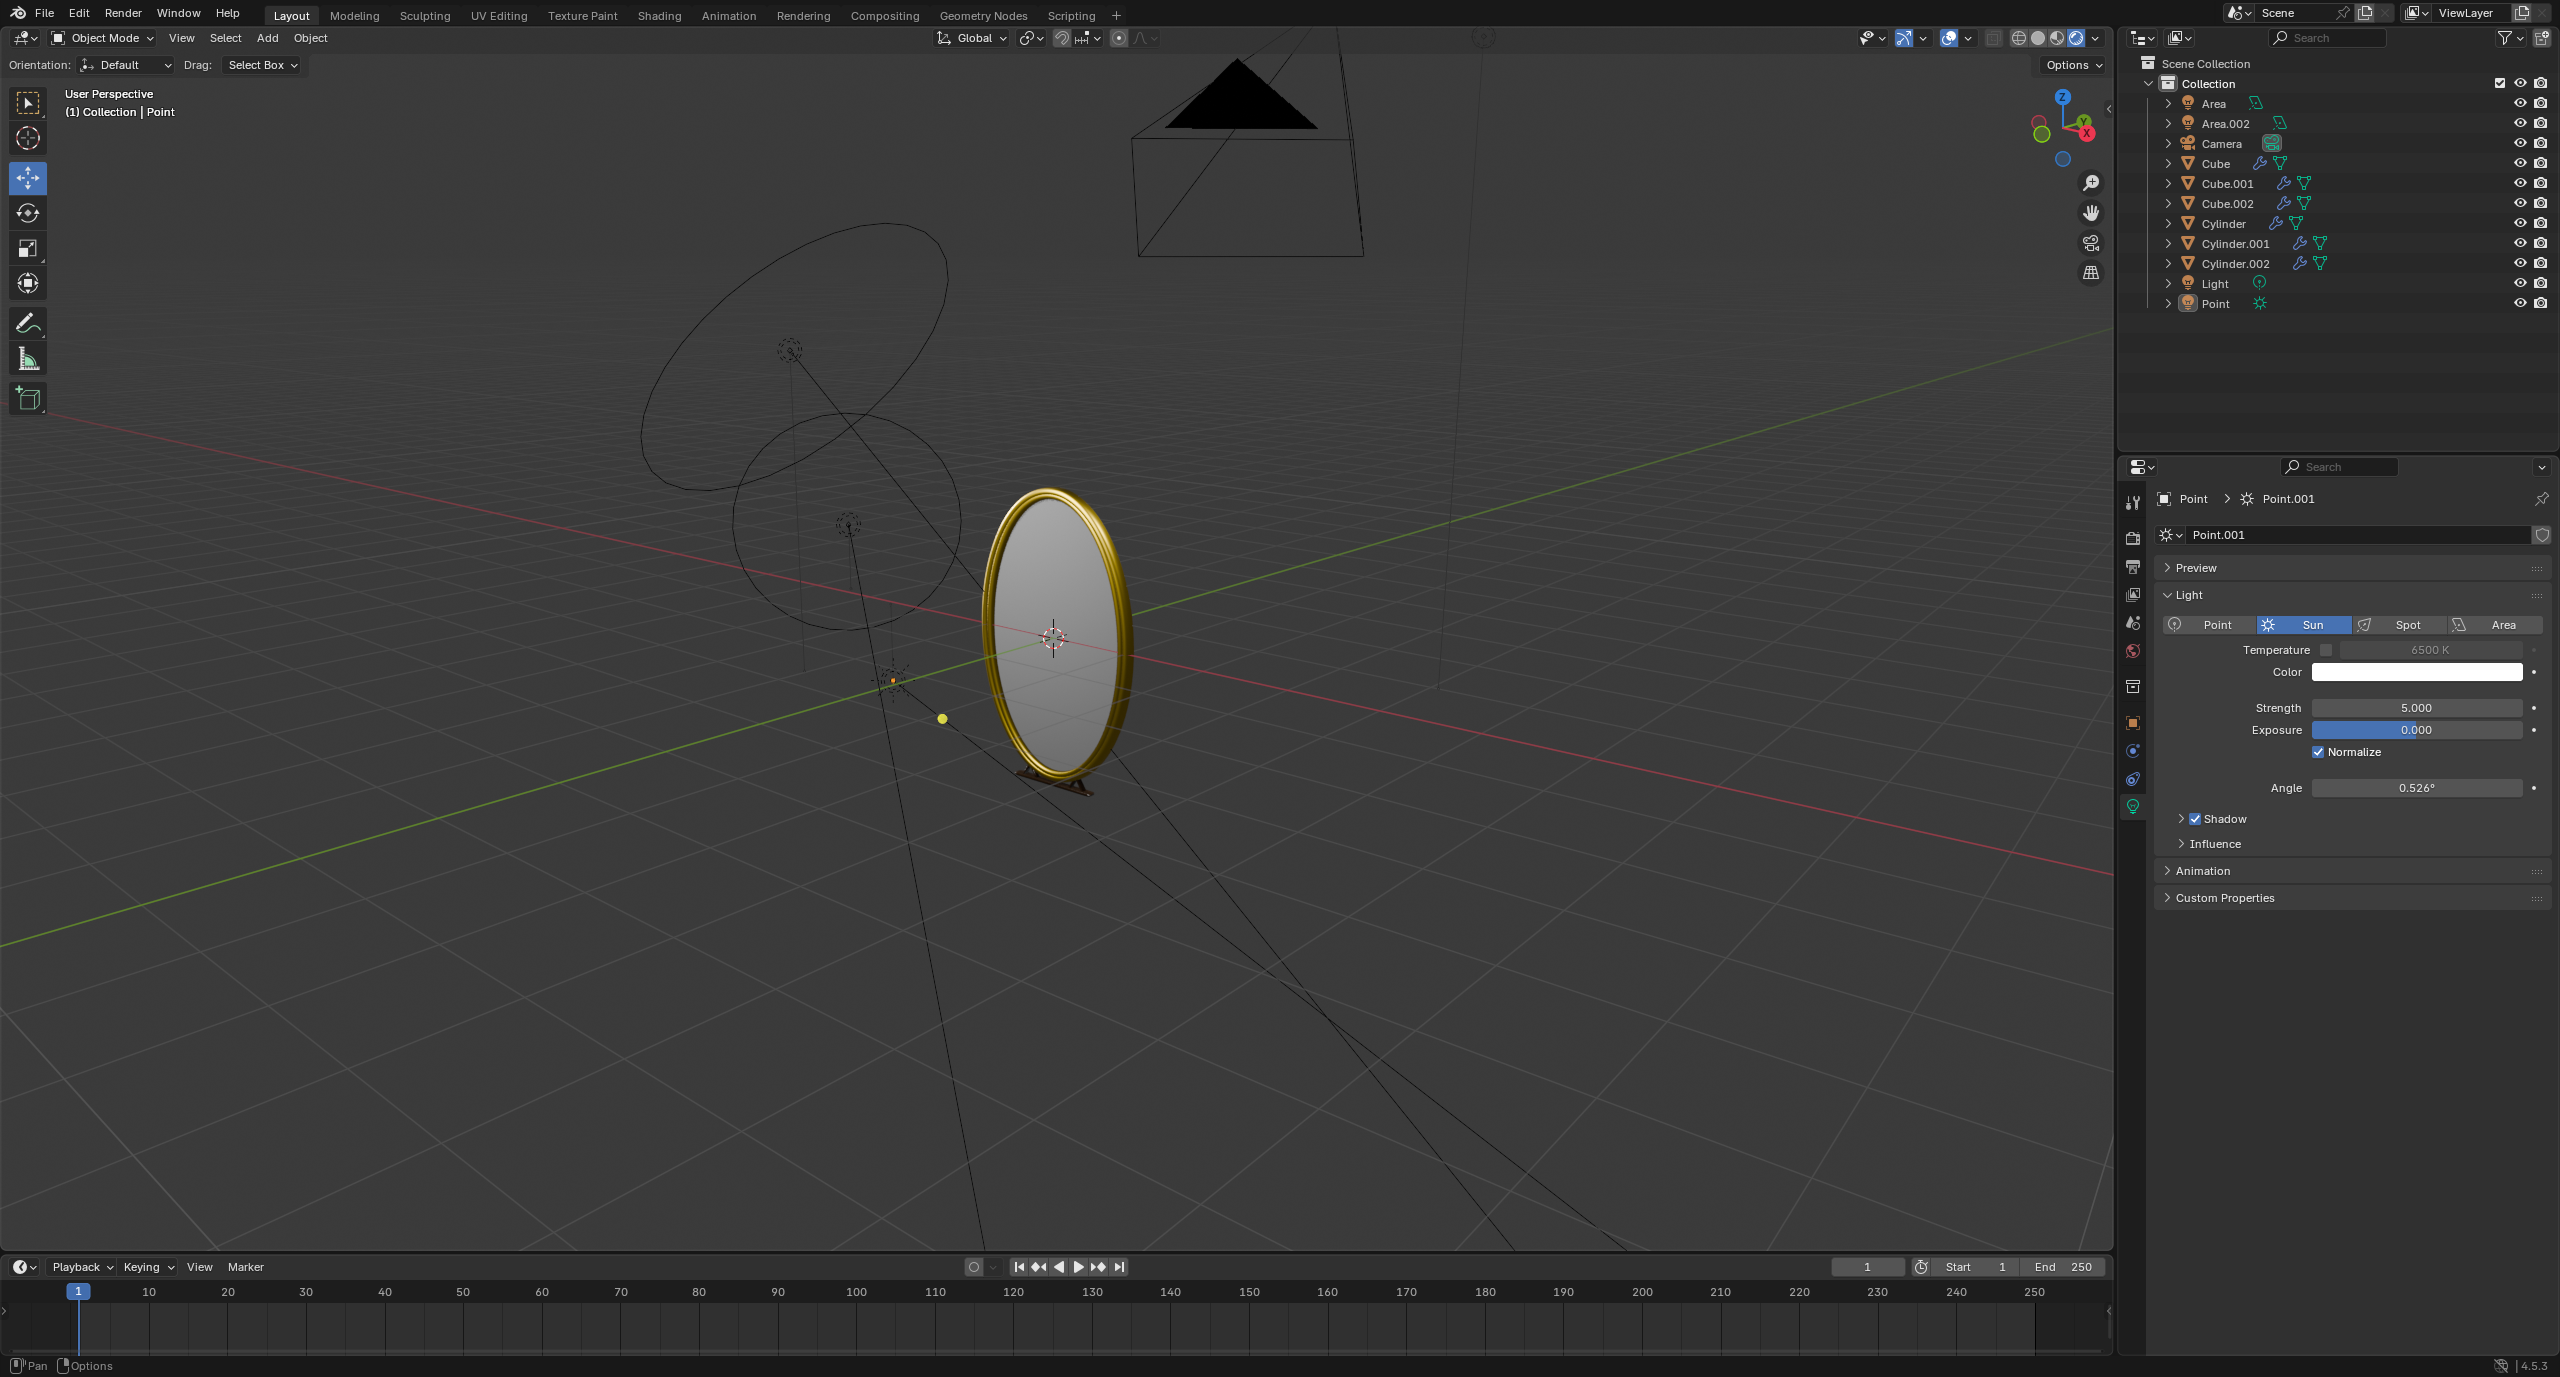 File Edit Render Window Help Layout Modeling Sculpting UV Editing Texture Paint Shading Animation Rendering Compositing Geometry Nodes Scripting + Scene ViewLayer
Object Mode View Select Add Object Global Search
Orientation: Default Drag: Select Box Options
User Perspective
(1) Collection | Point
Z
Y
X
Scene Collection
Collection
Area
Area.002
Camera
Cube
Cube.001
Cube.002
Cylinder
Cylinder.001
Cylinder.002
Light
Point
Search
Point > Point.001
Point.001
Preview
Light
Point Sun Spot Area
Temperature 6500 K
Color
Strength 5.000
Exposure 0.000
Normalize
Angle 0.526°
Shadow
Influence
Animation
Custom Properties
Playback Keying View Marker 1 Start 1 End 250
1 10 20 30 40 50 60 70 80 90 100 110 120 130 140 150 160 170 180 190 200 210 220 230 240 250
Pan Options 4.5.3